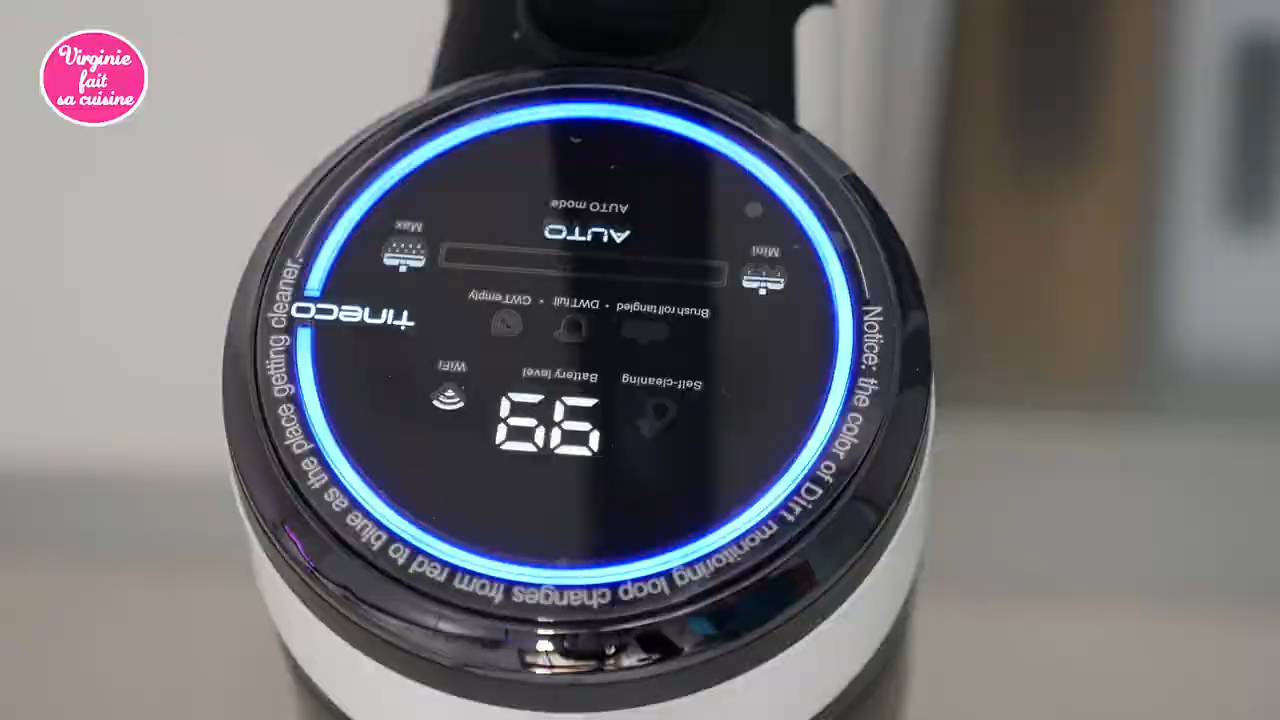 Virginie
fait
sa cuisine
Notice: the color of Dirt monitoring loop changes from red to blue as the place getting cleaner.
99
Self-cleaning
Battery level
WiFi
TINECO
Brush roll tangled • DWT full • CWT empty
Mini
Max
AUTO
AUTO mode